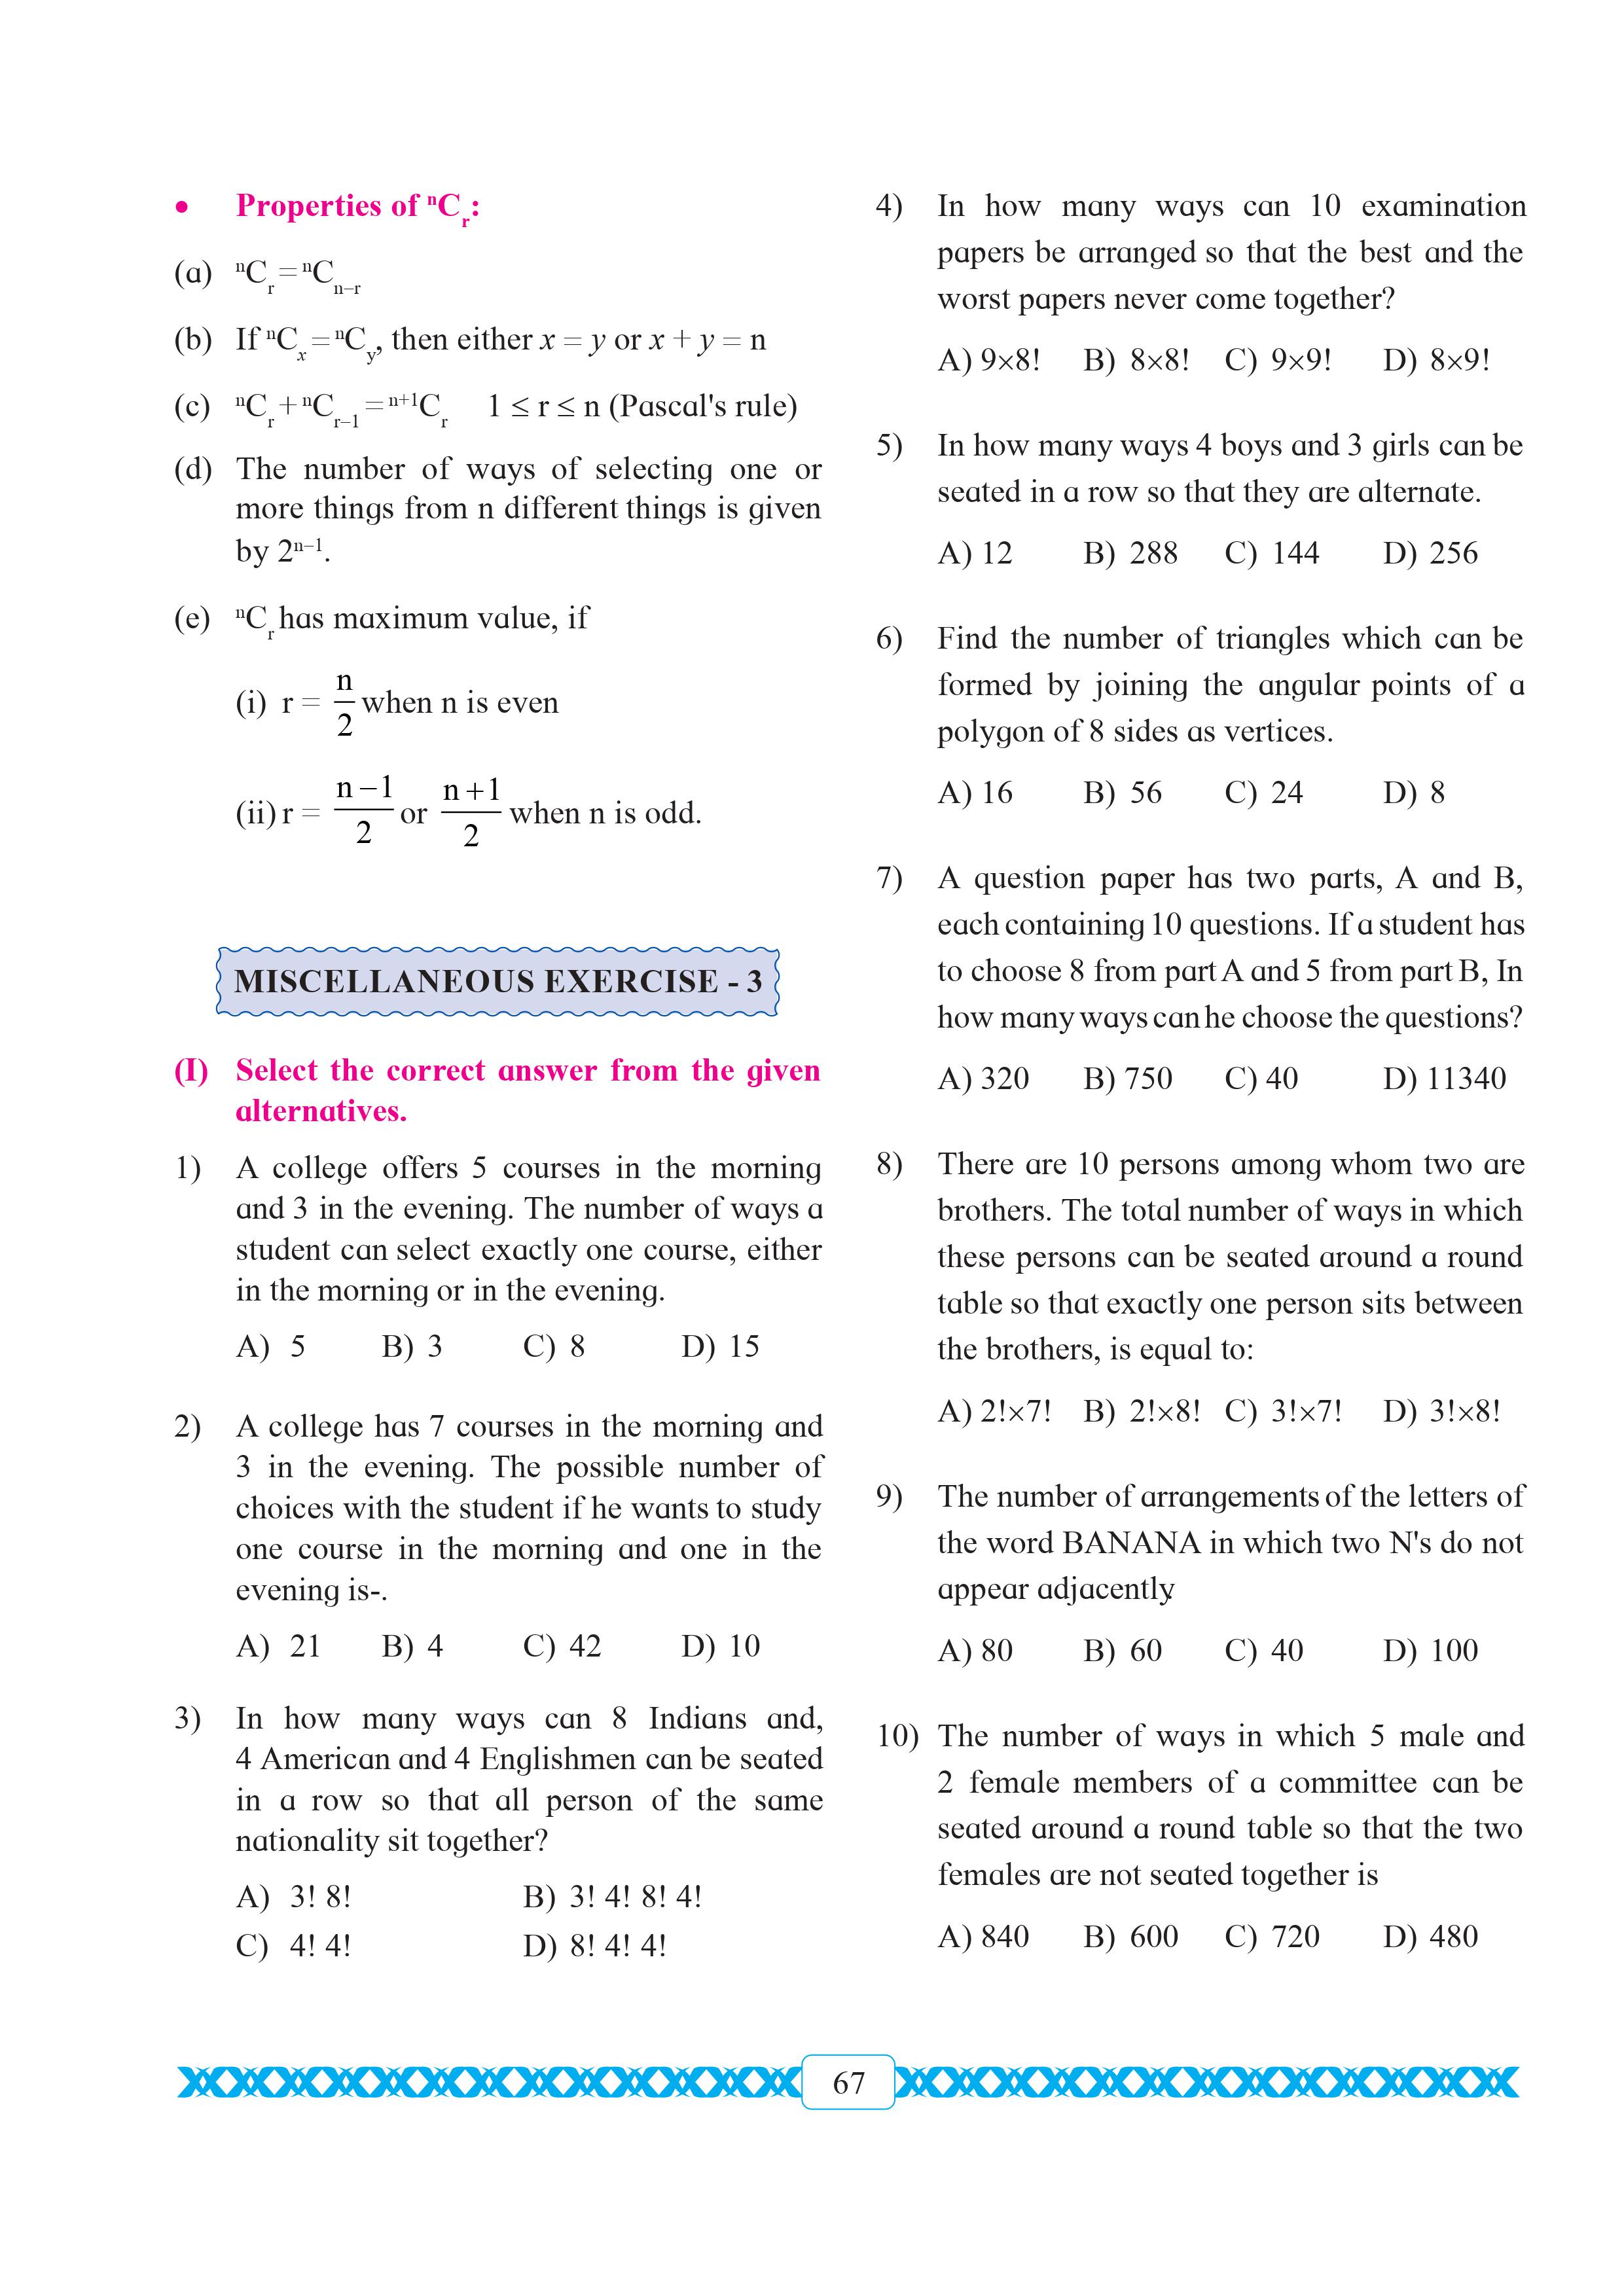 • Properties of ⁿCᵣ:
(a) ⁿCᵣ = ⁿCₙ₋ᵣ
(b) If ⁿCₓ = ⁿC_y, then either x = y or x + y = n
(c) ⁿCᵣ + ⁿCᵣ₋₁ = ⁿ⁺¹Cᵣ 1 ≤ r ≤ n (Pascal's rule)
(d) The number of ways of selecting one or
more things from n different things is given
by 2ⁿ⁻¹.
(e) ⁿCᵣ has maximum value, if
(i) r = n/2 when n is even
(ii) r = (n−1)/2 or (n+1)/2 when n is odd.
MISCELLANEOUS EXERCISE - 3
(I) Select the correct answer from the given
alternatives.
1) A college offers 5 courses in the morning
and 3 in the evening. The number of ways a
student can select exactly one course, either
in the morning or in the evening.
A) 5 B) 3 C) 8 D) 15
2) A college has 7 courses in the morning and
3 in the evening. The possible number of
choices with the student if he wants to study
one course in the morning and one in the
evening is-.
A) 21 B) 4 C) 42 D) 10
3) In how many ways can 8 Indians and,
4 American and 4 Englishmen can be seated
in a row so that all person of the same
nationality sit together?
A) 3! 8! B) 3! 4! 8! 4!
C) 4! 4! D) 8! 4! 4!
4) In how many ways can 10 examination
papers be arranged so that the best and the
worst papers never come together?
A) 9×8! B) 8×8! C) 9×9! D) 8×9!
5) In how many ways 4 boys and 3 girls can be
seated in a row so that they are alternate.
A) 12 B) 288 C) 144 D) 256
6) Find the number of triangles which can be
formed by joining the angular points of a
polygon of 8 sides as vertices.
A) 16 B) 56 C) 24 D) 8
7) A question paper has two parts, A and B,
each containing 10 questions. If a student has
to choose 8 from part A and 5 from part B, In
how many ways can he choose the questions?
A) 320 B) 750 C) 40 D) 11340
8) There are 10 persons among whom two are
brothers. The total number of ways in which
these persons can be seated around a round
table so that exactly one person sits between
the brothers, is equal to:
A) 2!×7! B) 2!×8! C) 3!×7! D) 3!×8!
9) The number of arrangements of the letters of
the word BANANA in which two N's do not
appear adjacently.
A) 80 B) 60 C) 40 D) 100
10) The number of ways in which 5 male and
2 female members of a committee can be
seated around a round table so that the two
females are not seated together is
A) 840 B) 600 C) 720 D) 480
67